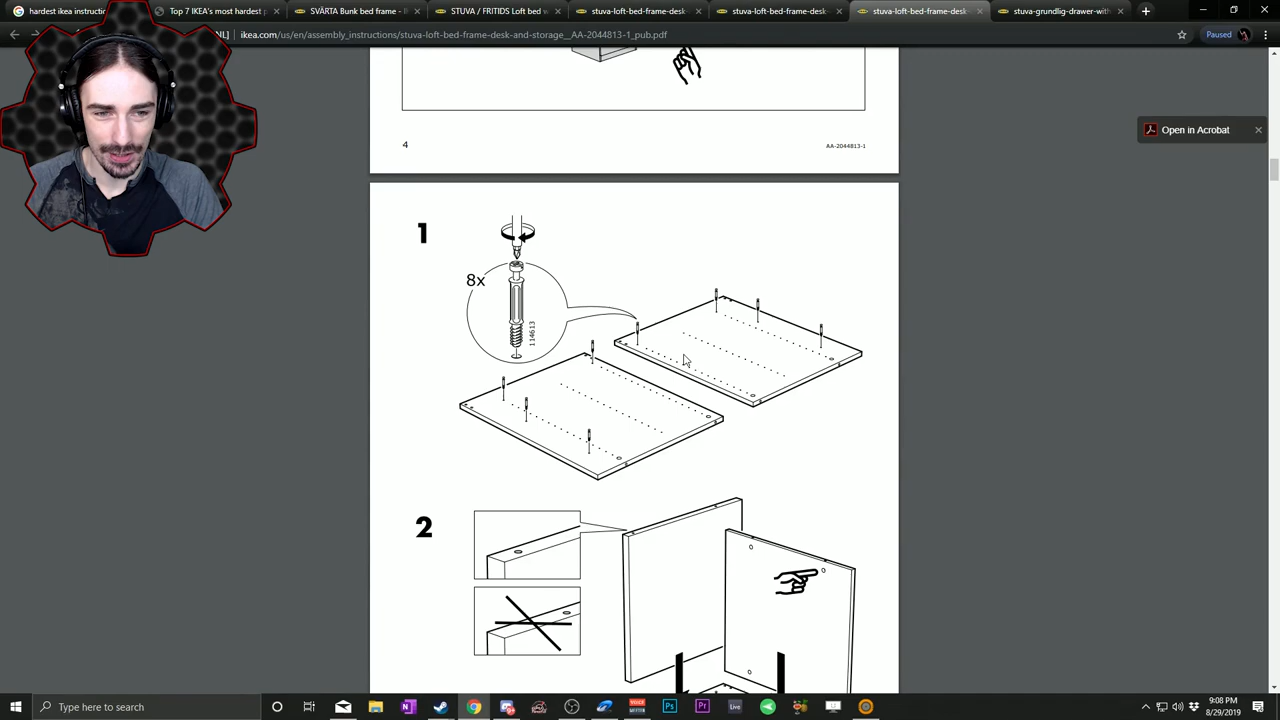 hardest ikea instruction
Top 7 IKEA's most hardest
SVÄRTA Bunk bed frame -
STUVA / FRITIDS Loft bed
stuva-loft-bed-frame-desk
stuva-loft-bed-frame-desk
stuva-loft-bed-frame-desk
stuva-grundlig-drawer-with
[NL] | ikea.com/us/en/assembly_instructions/stuva-loft-bed-frame-desk-and-storage__AA-2044813-1_pub.pdf
Paused
Open in Acrobat
4
AA-2044813-1
1
8x
114613
2
Type here to search
9:08 PM
8/29/2019